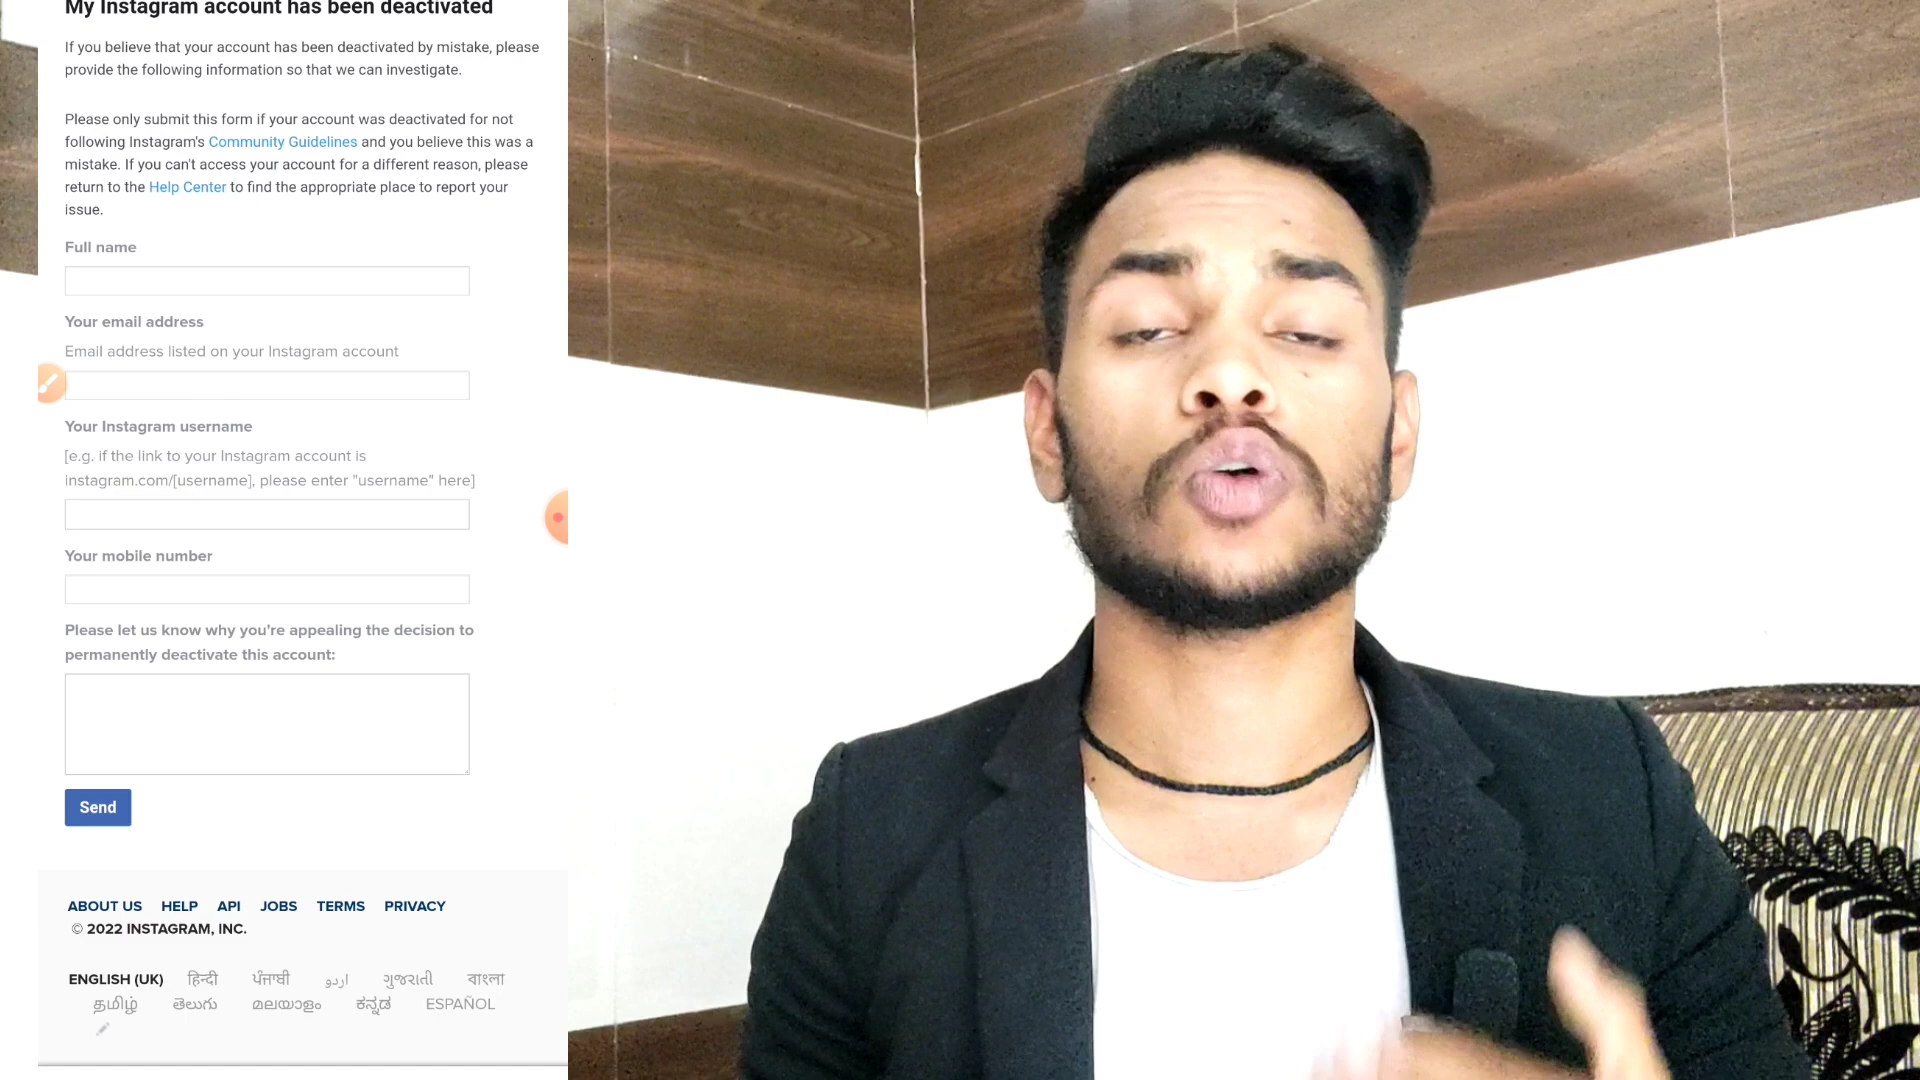 My Instagram account has been deactivated
If you believe that your account has been deactivated by mistake, please
provide the following information so that we can investigate.
Please only submit this form if your account was deactivated for not
following Instagram's Community Guidelines and you believe this was a
mistake. If you can't access your account for a different reason, please
return to the Help Center to find the appropriate place to report your
issue.
Full name
Your email address
Email address listed on your Instagram account
Your Instagram username
[e.g. if the link to your Instagram account is
instagram.com/[username], please enter "username" here]
Your mobile number
Please let us know why you're appealing the decision to
permanently deactivate this account:
Send
ABOUT US HELP API JOBS TERMS PRIVACY
© 2022 INSTAGRAM, INC.
ENGLISH (UK) हिन्दी ਪੰਜਾਬੀ اردو ગુજરાતી বাংলা
தமிழ் తెలుగు മലയാളം ಕನ್ನಡ ESPAÑOL